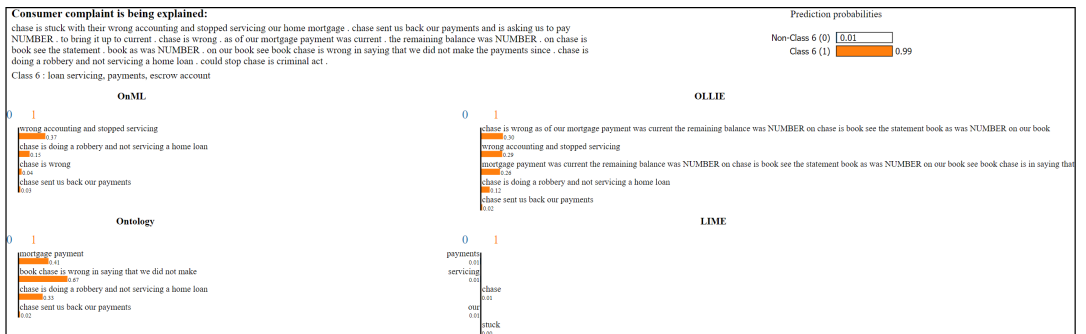 Consumer complaint is being explained:
chase is stuck with their wrong accounting and stopped servicing our home mortgage . chase sent us back our payments and is asking us to pay
NUMBER . to bring it up to current . chase is wrong . as of our mortgage payment was current . the remaining balance was NUMBER . on chase is
book see the statement . book as was NUMBER . on our book see book chase is wrong in saying that we did not make the payments since . chase is
doing a robbery and not servicing a home loan . could stop chase is criminal act .
Class 6 : loan servicing, payments, escrow account
Prediction probabilities
Non-Class 6 (0) 0.01
Class 6 (1) 0.99
OnML
0 1
wrong accounting and stopped servicing
0.37
chase is doing a robbery and not servicing a home loan
0.15
chase is wrong
0.04
chase sent us back our payments
0.03
OLLIE
0 1
chase is wrong as of our mortgage payment was current the remaining balance was NUMBER on chase is book see the statement book as was NUMBER on our book
0.30
wrong accounting and stopped servicing
0.29
mortgage payment was current the remaining balance was NUMBER on chase is book see the statement book as was NUMBER on our book see book chase is in saying that
0.26
chase is doing a robbery and not servicing a home loan
0.12
chase sent us back our payments
0.02
Ontology
0 1
mortgage payment
0.41
book chase is wrong in saying that we did not make
0.67
chase is doing a robbery and not servicing a home loan
0.33
chase sent us back our payments
0.02
LIME
0 1
payments
0.01
servicing
0.01
chase
0.01
our
0.01
stuck
0.00